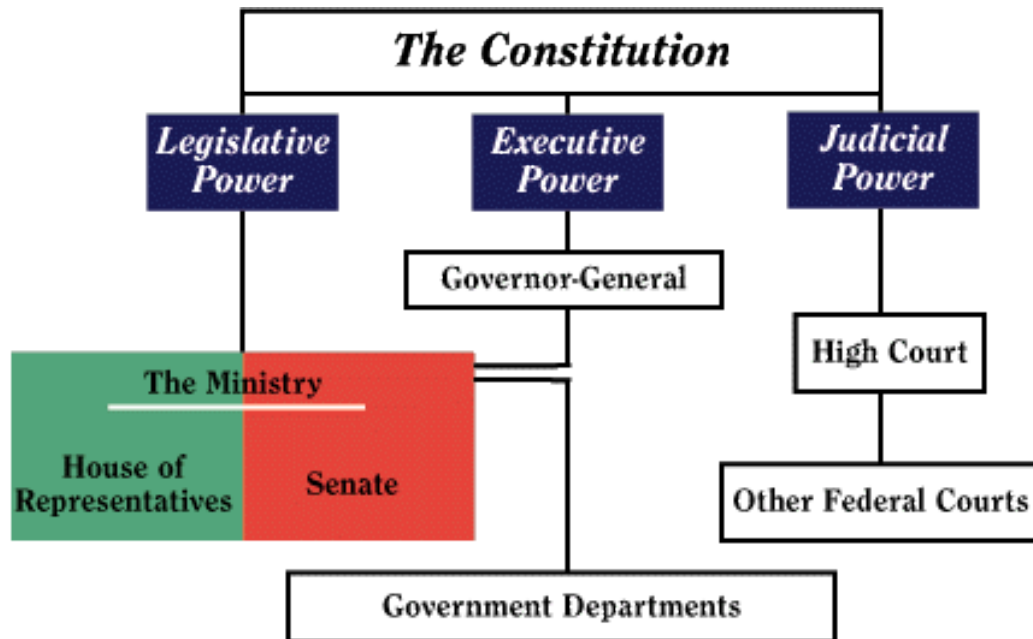 The Constitution
Legislative
Power
Executive
Power
Judicial
Power
Governor-General
High Court
The Ministry
House of
Representatives
Senate
Other Federal Courts
Government Departments